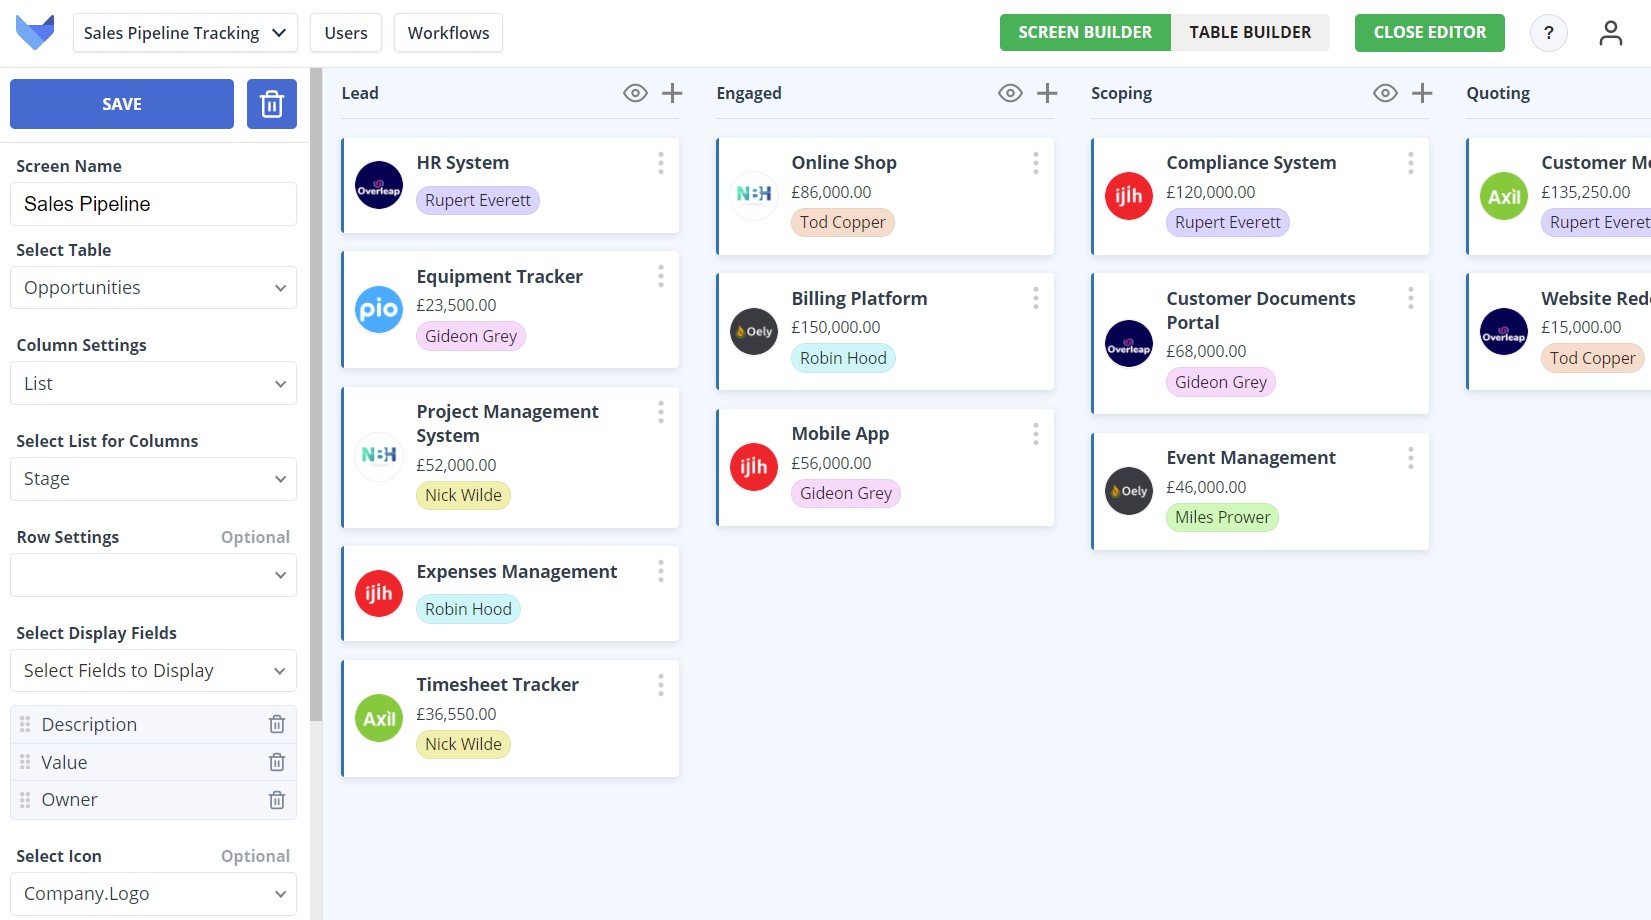 Sales Pipeline Tracking
Users
Workflows
SCREEN BUILDER
TABLE BUILDER
CLOSE EDITOR
?
SAVE
Screen Name
Sales Pipeline
Select Table
Opportunities
Column Settings
List
Select List for Columns
Stage
Row Settings
Optional
Select Display Fields
Select Fields to Display
Description
Value
Owner
Select Icon
Optional
Company.Logo
Lead
Overleap
HR System
Rupert Everett
pio
Equipment Tracker
£23,500.00
Gideon Grey
NBH
Project Management
System
£52,000.00
Nick Wilde
ijlh
Expenses Management
Robin Hood
Axil
Timesheet Tracker
£36,550.00
Nick Wilde
Engaged
NBH
Online Shop
£86,000.00
Tod Copper
Oely
Billing Platform
£150,000.00
Robin Hood
ijlh
Mobile App
£56,000.00
Gideon Grey
Scoping
ijlh
Compliance System
£120,000.00
Rupert Everett
Overleap
Customer Documents
Portal
£68,000.00
Gideon Grey
Oely
Event Management
£46,000.00
Miles Prower
Quoting
Axil
Customer M
£135,250.00
Rupert Everet
Overleap
Website Red
£15,000.00
Tod Copper